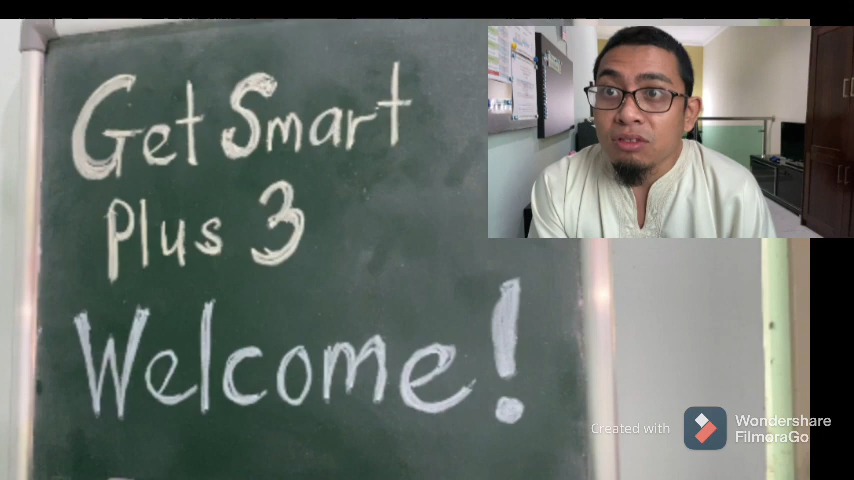 Get Smart
Plus 3
Welcome!
Created with
Wondershare
FilmoraGo